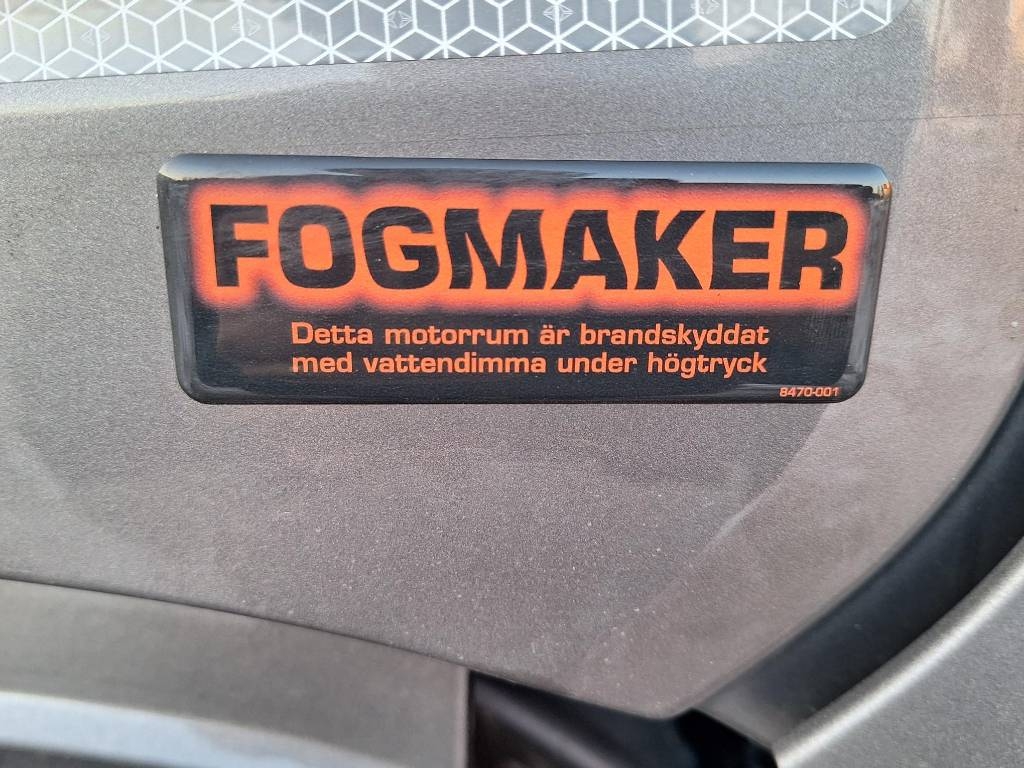 FOGMAKER
Detta motorrum är brandskyddat
med vattendimma under högtryck
8470-001